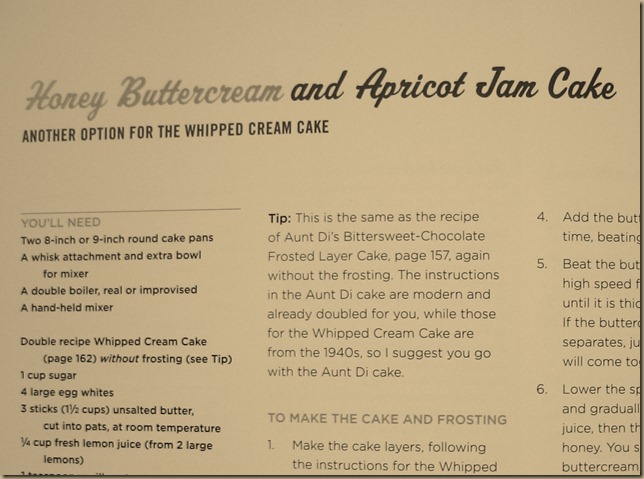 Honey Buttercream and Apricot Jam Cake
ANOTHER OPTION FOR THE WHIPPED CREAM CAKE
YOU'LL NEED
Two 8-inch or 9-inch round cake pans
A whisk attachment and extra bowl
for mixer
A double boiler, real or improvised
A hand-held mixer
Double recipe Whipped Cream Cake
(page 162) without frosting (see Tip)
1 cup sugar
4 large egg whites
3 sticks (1½ cups) unsalted butter,
cut into pats, at room temperature
¼ cup fresh lemon juice (from 2 large
lemons)
Tip: This is the same as the recipe
of Aunt Di's Bittersweet-Chocolate
Frosted Layer Cake, page 157, again
without the frosting. The instructions
in the Aunt Di cake are modern and
already doubled for you, while those
for the Whipped Cream Cake are
from the 1940s, so I suggest you go
with the Aunt Di cake.
TO MAKE THE CAKE AND FROSTING
1. Make the cake layers, following
the instructions for the Whipped
4. Add the
time, beating
5. Beat the
high speed
until it is
If the
separates,
will come to
6. Lower the
and
juice, then
honey. You
buttercream